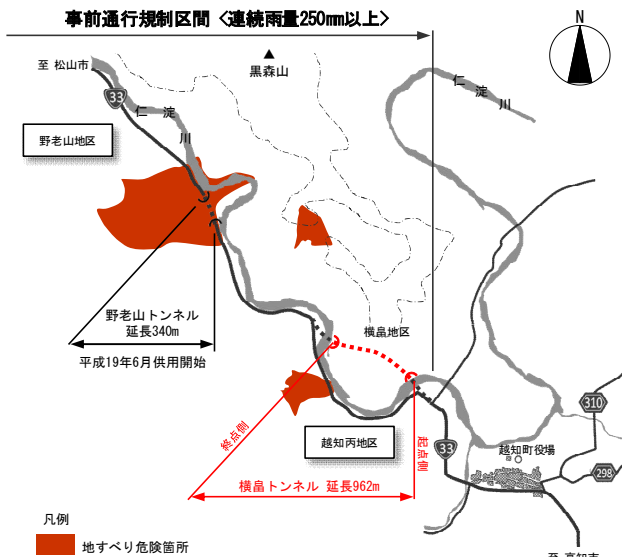 事前通行規制区間 <連続雨量250mm以上>
N
至 松山市
黒森山
33
仁淀川
仁淀川
野老山地区
野老山トンネル
延長340m
平成19年6月供用開始
横畠地区
終点側
越知丙地区
起点側
33
越知町役場
310
298
横畠トンネル 延長962m
凡例
地すべり危険箇所
至 高知市